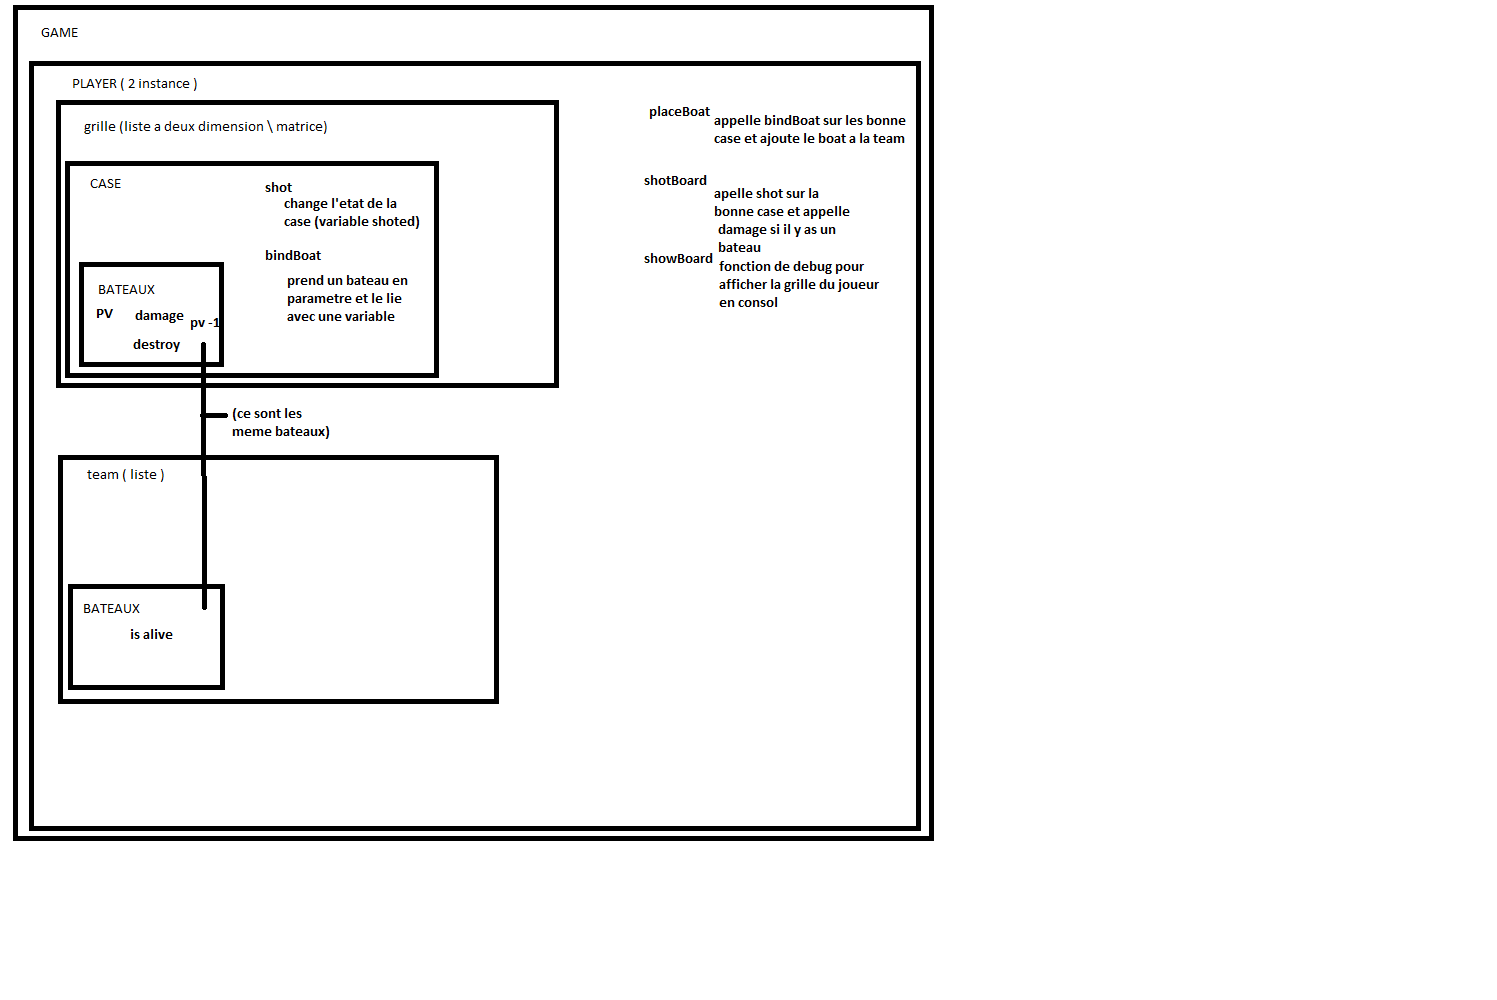 GAME
PLAYER ( 2 instance )
grille (liste a deux dimension \ matrice)
CASE
shot
change l'etat de la
case (variable shoted)
bindBoat
prend un bateau en
parametre et le lie
avec une variable
BATEAUX
PV
damage
pv -1
destroy
(ce sont les
meme bateaux)
team ( liste )
BATEAUX
is alive
placeBoat
appelle bindBoat sur les bonne
case et ajoute le boat a la team
shotBoard
apelle shot sur la
bonne case et appelle
damage si il y as un
bateau
showBoard
fonction de debug pour
afficher la grille du joueur
en consol